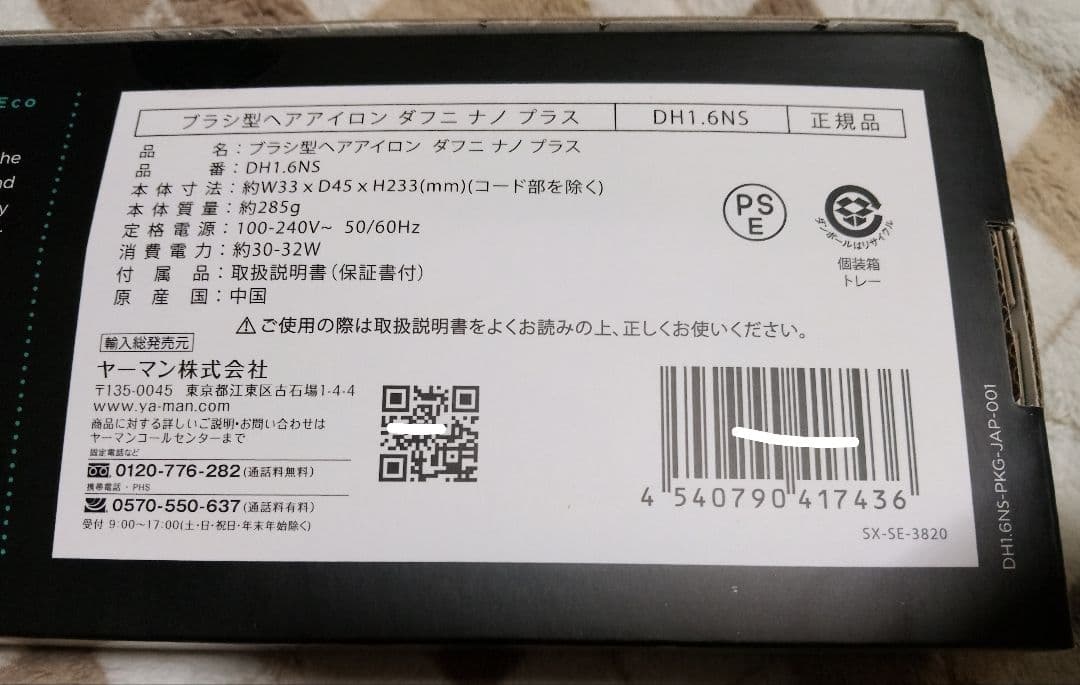 Eco
he
nd
y
ブラシ型ヘアアイロン ダフニ ナノ プラス DH1.6NS 正規品
品名：ブラシ型ヘアアイロン ダフニ ナノ プラス
品番：DH1.6NS
本体寸法：約W33 x D45 x H233(mm)(コード部を除く)
本体質量：約285g
定格電源：100-240V~ 50/60Hz
消費電力：約30-32W
付属品：取扱説明書(保証書付)
原産国：中国
PS
E
ダンボールはリサイクル
個装箱
トレー
⚠ご使用の際は取扱説明書をよくお読みの上、正しくお使いください。
輸入総発売元
ヤーマン株式会社
〒135-0045 東京都江東区古石場1-4-4
www.ya-man.com
商品に対する詳しいご説明・お問い合わせは
ヤーマンコールセンターまで
固定電話など
0120-776-282(通話料無料)
携帯電話・PHS
0570-550-637(通話料有料)
受付 9:00～17:00(土・日・祝日・年末年始除く)
4 540790 417436
SX-SE-3820
DH1.6NS-PKG-JAP-001